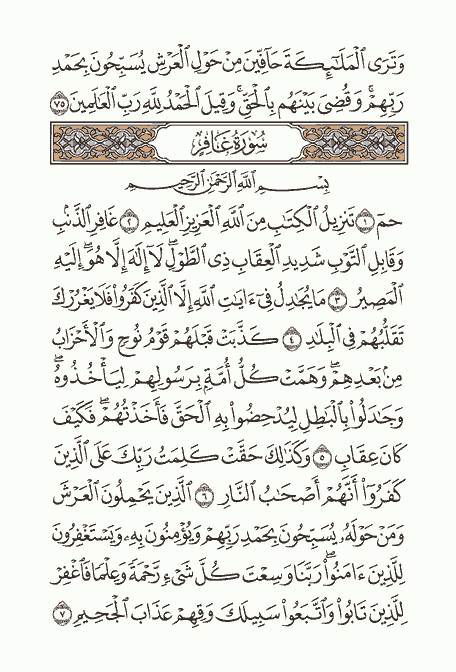 وَتَرَى ٱلْمَلَٰٓئِكَةَ حَآفِّينَ مِنْ حَوْلِ ٱلْعَرْشِ يُسَبِّحُونَ بِحَمْدِ
رَبِّهِمْ ۖ وَقُضِىَ بَيْنَهُم بِٱلْحَقِّ وَقِيلَ ٱلْحَمْدُ لِلَّهِ رَبِّ ٱلْعَٰلَمِينَ ٧٥
سُورَةُ غَافِرٍ
بِسْمِ ٱللَّهِ ٱلرَّحْمَٰنِ ٱلرَّحِيمِ
حمٓ ١ تَنزِيلُ ٱلْكِتَٰبِ مِنَ ٱللَّهِ ٱلْعَزِيزِ ٱلْعَلِيمِ ٢ غَافِرِ ٱلذَّنۢبِ
وَقَابِلِ ٱلتَّوْبِ شَدِيدِ ٱلْعِقَابِ ذِى ٱلطَّوْلِ ۖ لَآ إِلَٰهَ إِلَّا هُوَ ۖ إِلَيْهِ
ٱلْمَصِيرُ ٣ مَا يُجَٰدِلُ فِىٓ ءَايَٰتِ ٱللَّهِ إِلَّا ٱلَّذِينَ كَفَرُوا۟ فَلَا يَغْرُرْكَ
تَقَلُّبُهُمْ فِى ٱلْبِلَٰدِ ٤ كَذَّبَتْ قَبْلَهُمْ قَوْمُ نُوحٍ وَٱلْأَحْزَابُ
مِنۢ بَعْدِهِمْ ۖ وَهَمَّتْ كُلُّ أُمَّةٍۭ بِرَسُولِهِمْ لِيَأْخُذُوهُ ۖ
وَجَٰدَلُوا۟ بِٱلْبَٰطِلِ لِيُدْحِضُوا۟ بِهِ ٱلْحَقَّ فَأَخَذْتُهُمْ ۖ فَكَيْفَ
كَانَ عِقَابِ ٥ وَكَذَٰلِكَ حَقَّتْ كَلِمَتُ رَبِّكَ عَلَى ٱلَّذِينَ
كَفَرُوٓا۟ أَنَّهُمْ أَصْحَٰبُ ٱلنَّارِ ٦ ٱلَّذِينَ يَحْمِلُونَ ٱلْعَرْشَ
وَمَنْ حَوْلَهُۥ يُسَبِّحُونَ بِحَمْدِ رَبِّهِمْ وَيُؤْمِنُونَ بِهِۦ وَيَسْتَغْفِرُونَ
لِلَّذِينَ ءَامَنُوا۟ ۖ رَبَّنَا وَسِعْتَ كُلَّ شَىْءٍ رَّحْمَةً وَعِلْمًا فَٱغْفِرْ
لِلَّذِينَ تَابُوا۟ وَٱتَّبَعُوا۟ سَبِيلَكَ وَقِهِمْ عَذَابَ ٱلْجَحِيمِ ٧